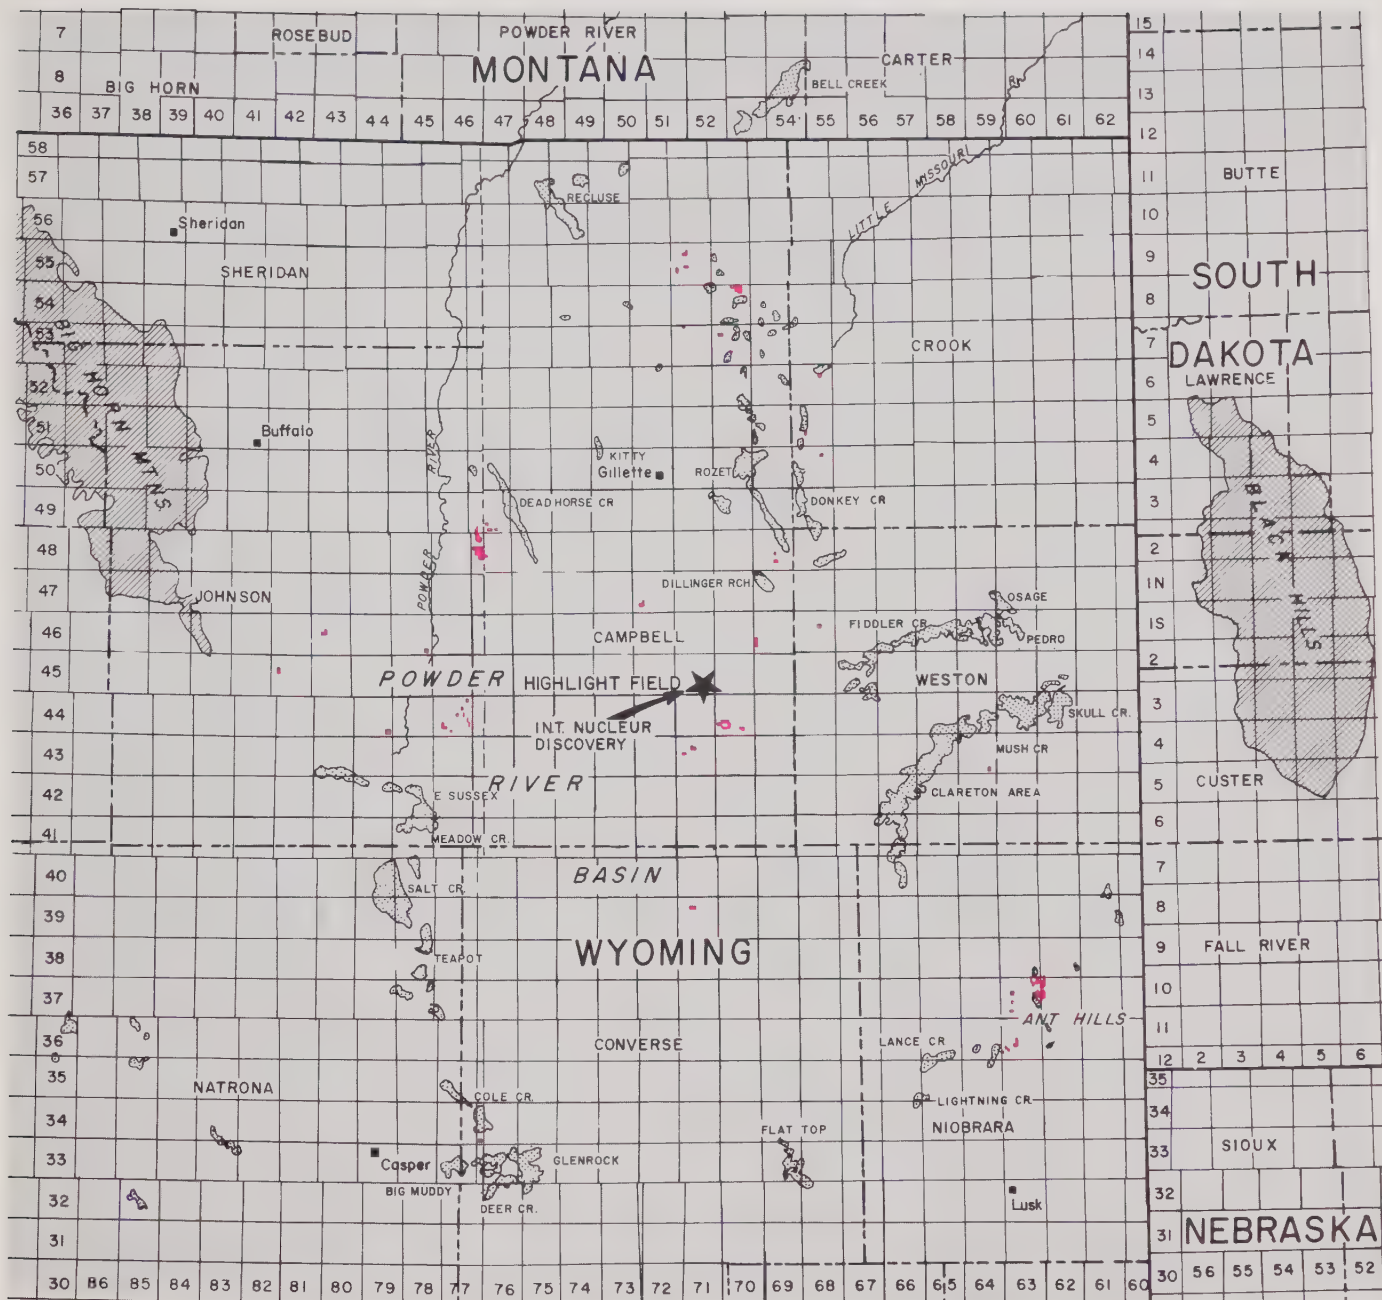 7 ROSEBUD POWDER RIVER 15
MONTANA CARTER 14
8 BIG HORN BELL CREEK 13
36 37 38 39 40 41 42 43 44 45 46 47 48 49 50 51 52 54 55 56 57 58 59 60 61 62 12
58
57 RECLUSE MISSOURI 11 BUTTE
56 Sheridan LITTLE 10
55 SHERIDAN 9 SOUTH
54 8
53 CROOK 7 DAKOTA
52 6 LAWRENCE
BIG HORN MTNS
51 Buffalo RIVER 5
50 KITTY Gillette ROZET 4
49 DEAD HORSE CR DONKEY CR 3
BLACK HILLS
48 POWDER 2
47 JOHNSON DILLINGER RCH. OSAGE 1N
46 CAMPBELL FIDDLER CR. PEDRO 1S
45 POWDER HIGHLIGHT FIELD WESTON 2
44 INT. NUCLEUR SKULL CR. 3
DISCOVERY MUSH CR
43 RIVER 4
42 E SUSSEX CLARETON AREA 5 CUSTER
41 MEADOW CR. 6
40 SALT CR. BASIN 7
39 8
38 TEAPOT WYOMING 9 FALL RIVER
37 10
ANT HILLS 11
36 CONVERSE LANCE CR 12 2 3 4 5 6
35 NATRONA COLE CR. LIGHTNING CR. 35
34 FLAT TOP NIOBRARA 34
33 Casper GLENROCK 33 SIOUX
32 BIG MUDDY DEER CR. Lusk 32
31 31 NEBRASKA
30 86 85 84 83 82 81 80 79 78 77 76 75 74 73 72 71 70 69 68 67 66 65 64 63 62 61 60 30 56 55 54 53 52